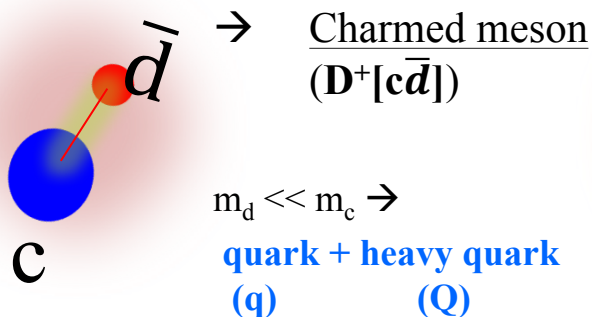 d̅
→ Charmed meson
(D⁺[cd̅])
m_d << m_c →
c
quark + heavy quark
(q) (Q)